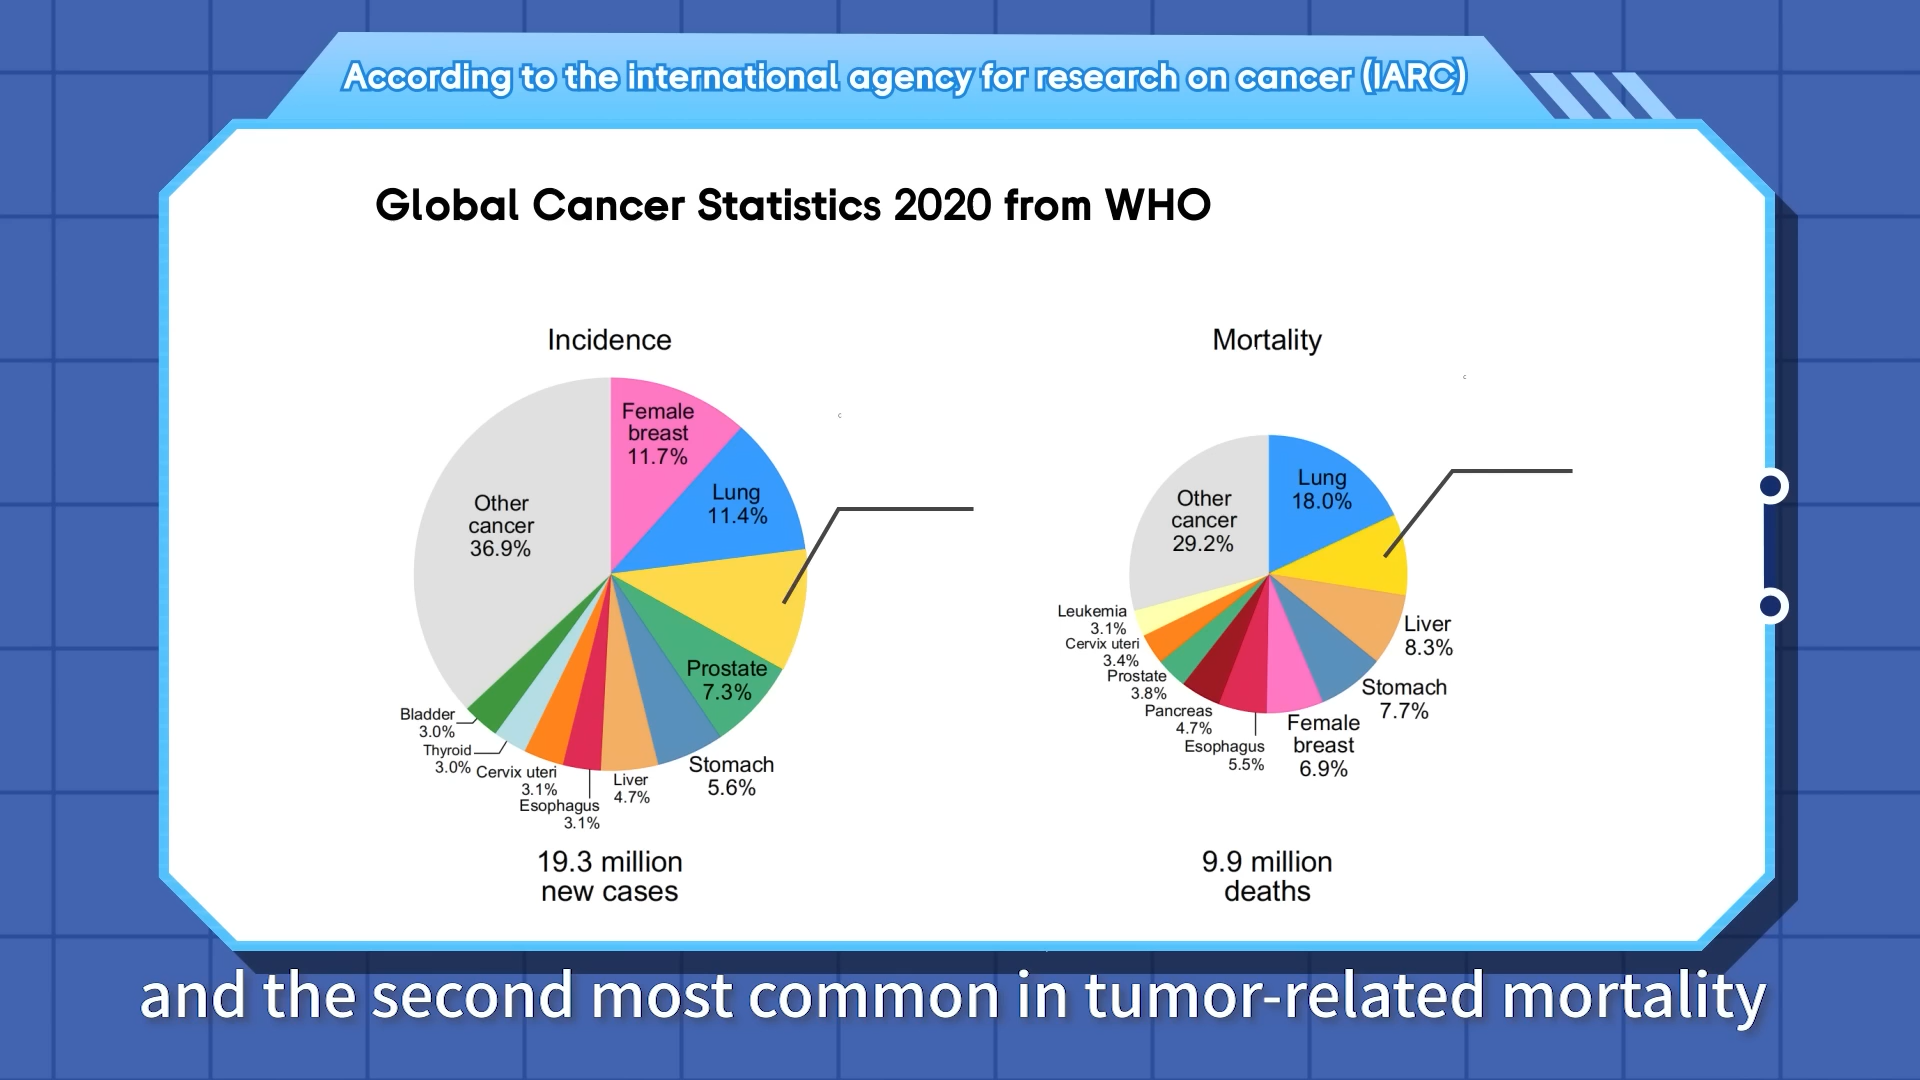 According to the international agency for research on cancer (IARC)
Global Cancer Statistics 2020 from WHO
Incidence
Female
breast
11.7%
Lung
11.4%
Other
cancer
36.9%
Prostate
7.3%
Bladder
3.0%
Thyroid
3.0%
Cervix uteri
3.1%
Esophagus
3.1%
Liver
4.7%
Stomach
5.6%
19.3 million
new cases
Mortality
Lung
18.0%
Other
cancer
29.2%
Leukemia
3.1%
Cervix uteri
3.4%
Prostate
3.8%
Pancreas
4.7%
Esophagus
5.5%
Female
breast
6.9%
Stomach
7.7%
Liver
8.3%
9.9 million
deaths
and the second most common in tumor-related mortality